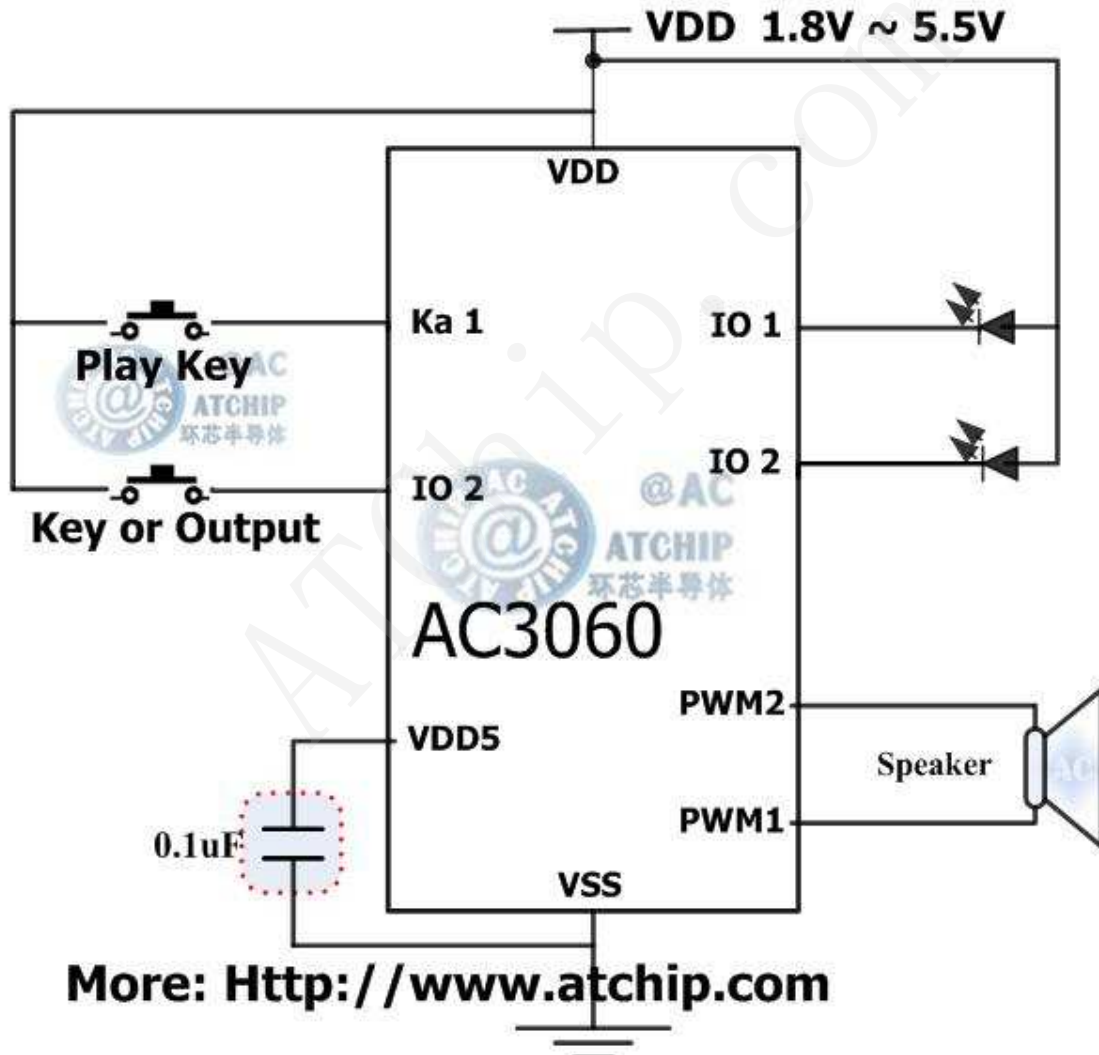 VDD 1.8V ~ 5.5V
VDD
Ka 1
IO 1
Play Key
@AC
ATCHIP
环芯半导体
IO 2
IO 2
Key or Output
@AC
ATCHIP
环芯半导体
AC3060
PWM2
VDD5
Speaker
AC
PWM1
0.1uF
VSS
More: Http://www.atchip.com
ATchip.com